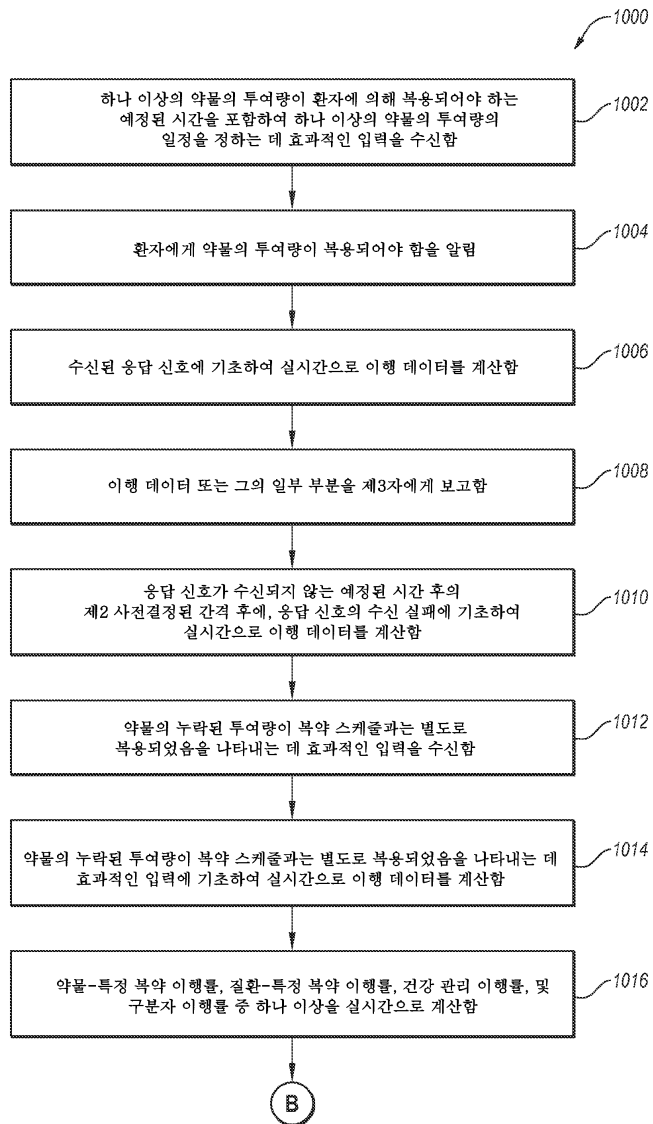 1000
하나 이상의 약물의 투여량이 환자에 의해 복용되어야 하는
예정된 시간을 포함하여 하나 이상의 약물의 투여량의
일정을 정하는 데 효과적인 입력을 수신함
1002
환자에게 약물의 투여량이 복용되어야 함을 알림
1004
수신된 응답 신호에 기초하여 실시간으로 이행 데이터를 계산함
1006
이행 데이터 또는 그의 일부 부분을 제3자에게 보고함
1008
응답 신호가 수신되지 않는 예정된 시간 후의
제2 사전결정된 간격 후에, 응답 신호의 수신 실패에 기초하여
실시간으로 이행 데이터를 계산함
1010
약물의 누락된 투여량이 복약 스케줄과는 별도로
복용되었음을 나타내는 데 효과적인 입력을 수신함
1012
약물의 누락된 투여량이 복약 스케줄과는 별도로 복용되었음을 나타내는 데
효과적인 입력에 기초하여 실시간으로 이행 데이터를 계산함
1014
약물-특정 복약 이행률, 질환-특정 복약 이행률, 건강 관리 이행률, 및
구분자 이행률 중 하나 이상을 실시간으로 계산함
1016
B